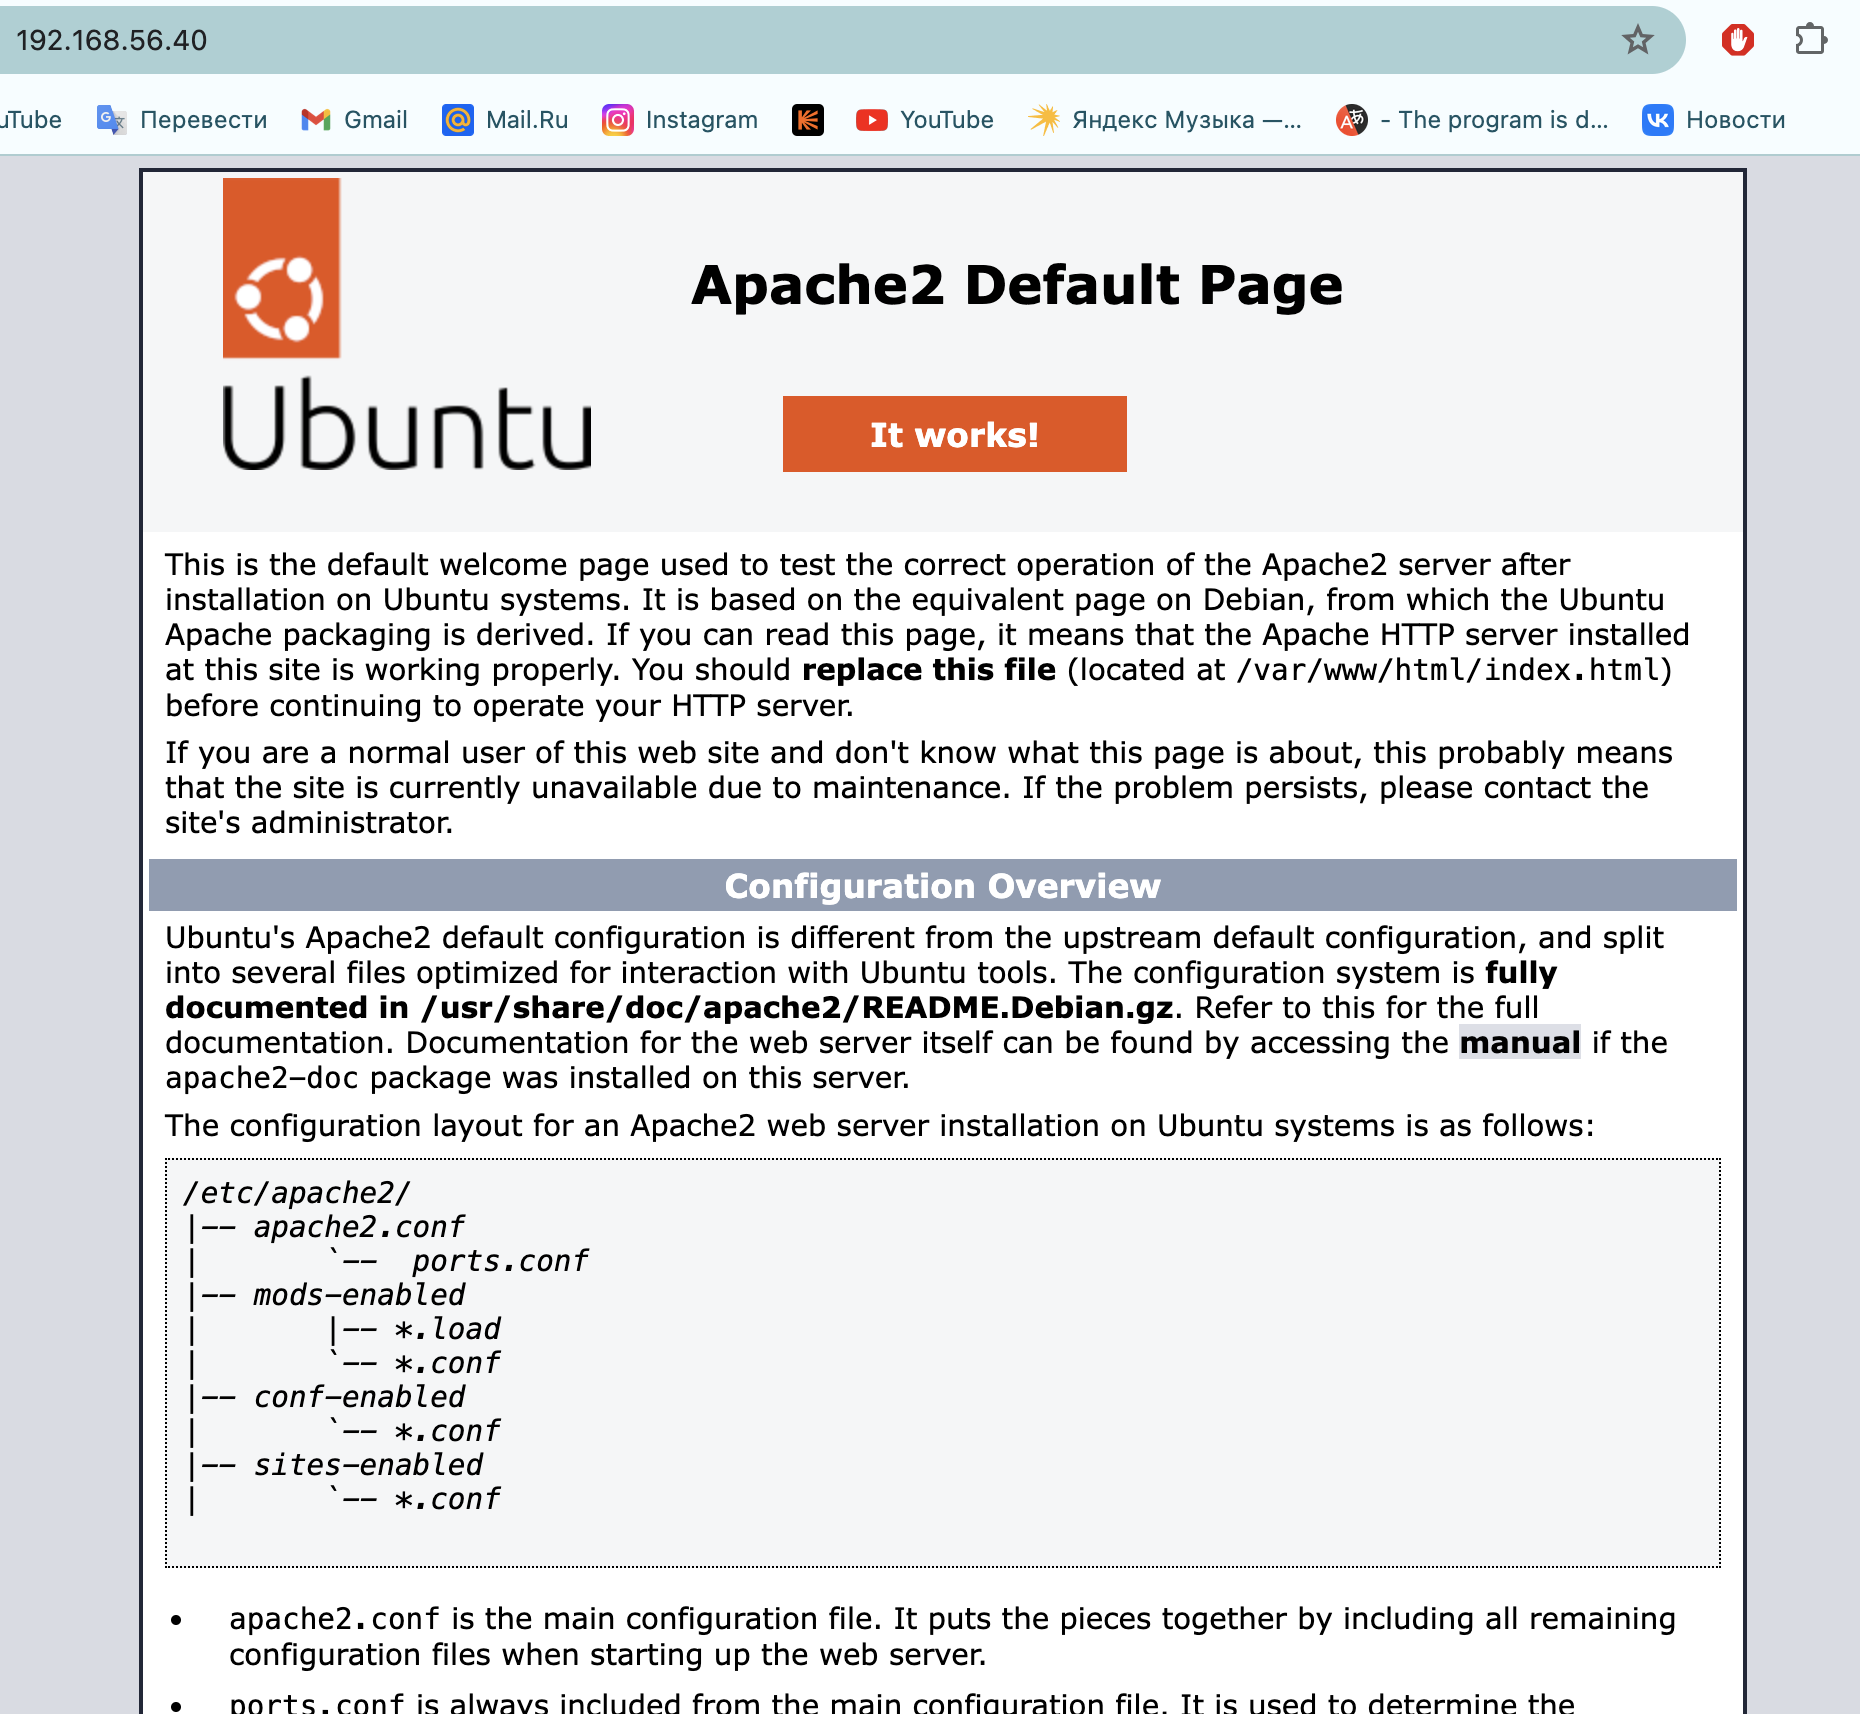 192.168.56.40
uTube Перевести Gmail Mail.Ru Instagram YouTube Яндекс Музыка —... - The program is d... Новости
Apache2 Default Page
Ubuntu
It works!
This is the default welcome page used to test the correct operation of the Apache2 server after
installation on Ubuntu systems. It is based on the equivalent page on Debian, from which the Ubuntu
Apache packaging is derived. If you can read this page, it means that the Apache HTTP server installed
at this site is working properly. You should replace this file (located at /var/www/html/index.html)
before continuing to operate your HTTP server.
If you are a normal user of this web site and don't know what this page is about, this probably means
that the site is currently unavailable due to maintenance. If the problem persists, please contact the
site's administrator.
Configuration Overview
Ubuntu's Apache2 default configuration is different from the upstream default configuration, and split
into several files optimized for interaction with Ubuntu tools. The configuration system is fully
documented in /usr/share/doc/apache2/README.Debian.gz. Refer to this for the full
documentation. Documentation for the web server itself can be found by accessing the manual if the
apache2-doc package was installed on this server.
The configuration layout for an Apache2 web server installation on Ubuntu systems is as follows:
/etc/apache2/
|-- apache2.conf
|       `--  ports.conf
|-- mods-enabled
|       |-- *.load
|       `-- *.conf
|-- conf-enabled
|       `-- *.conf
|-- sites-enabled
|       `-- *.conf
• apache2.conf is the main configuration file. It puts the pieces together by including all remaining
configuration files when starting up the web server.
• ports.conf is always included from the main configuration file. It is used to determine the